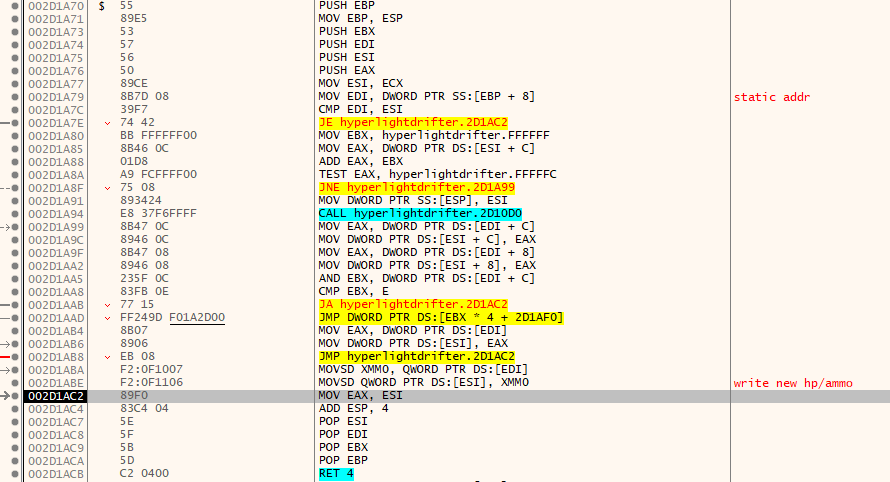 002D1A70 $ 55 PUSH EBP
002D1A71 89E5 MOV EBP, ESP
002D1A73 53 PUSH EBX
002D1A74 57 PUSH EDI
002D1A75 56 PUSH ESI
002D1A76 50 PUSH EAX
002D1A77 89CE MOV ESI, ECX
002D1A79 8B7D 08 MOV EDI, DWORD PTR SS:[EBP + 8] static addr
002D1A7C 39F7 CMP EDI, ESI
002D1A7E 74 42 JE hyperlightdrifter.2D1AC2
002D1A80 BB FFFFFF00 MOV EBX, hyperlightdrifter.FFFFFF
002D1A85 8B46 0C MOV EAX, DWORD PTR DS:[ESI + C]
002D1A88 01D8 ADD EAX, EBX
002D1A8A A9 FCFFFF00 TEST EAX, hyperlightdrifter.FFFFFC
002D1A8F 75 08 JNE hyperlightdrifter.2D1A99
002D1A91 893424 MOV DWORD PTR SS:[ESP], ESI
002D1A94 E8 37F6FFFF CALL hyperlightdrifter.2D10D0
002D1A99 8B47 0C MOV EAX, DWORD PTR DS:[EDI + C]
002D1A9C 8946 0C MOV DWORD PTR DS:[ESI + C], EAX
002D1A9F 8B47 08 MOV EAX, DWORD PTR DS:[EDI + 8]
002D1AA2 8946 08 MOV DWORD PTR DS:[ESI + 8], EAX
002D1AA5 235F 0C AND EBX, DWORD PTR DS:[EDI + C]
002D1AA8 83FB 0E CMP EBX, E
002D1AAB 77 15 JA hyperlightdrifter.2D1AC2
002D1AAD FF249D F01A2D00 JMP DWORD PTR DS:[EBX * 4 + 2D1AF0]
002D1AB4 8B07 MOV EAX, DWORD PTR DS:[EDI]
002D1AB6 8906 MOV DWORD PTR DS:[ESI], EAX
002D1AB8 EB 08 JMP hyperlightdrifter.2D1AC2
002D1ABA F2:0F1007 MOVSD XMM0, QWORD PTR DS:[EDI]
002D1ABE F2:0F1106 MOVSD QWORD PTR DS:[ESI], XMM0 write new hp/ammo
002D1AC2 89F0 MOV EAX, ESI
002D1AC4 83C4 04 ADD ESP, 4
002D1AC7 5E POP ESI
002D1AC8 5F POP EDI
002D1AC9 5B POP EBX
002D1ACA 5D POP EBP
002D1ACB C2 0400 RET 4